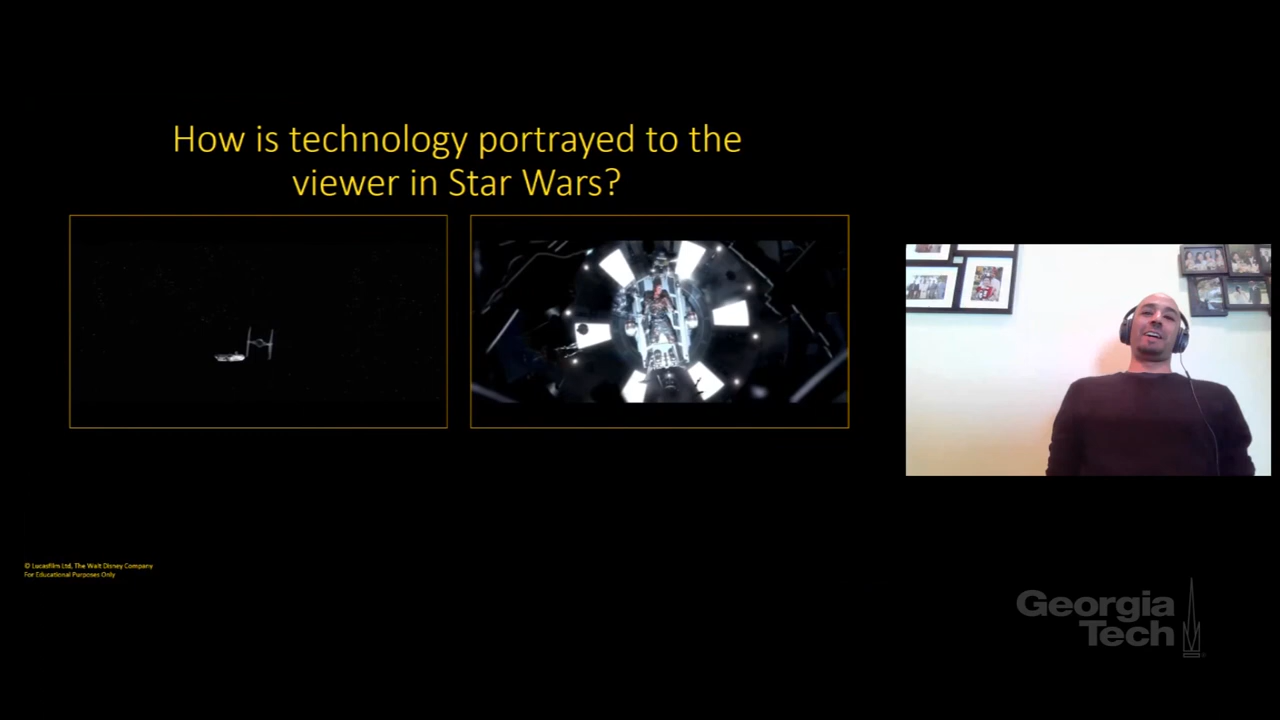 How is technology portrayed to the
viewer in Star Wars?
© Lucasfilm Ltd, The Walt Disney Company
For Educational Purposes Only
Georgia
Tech